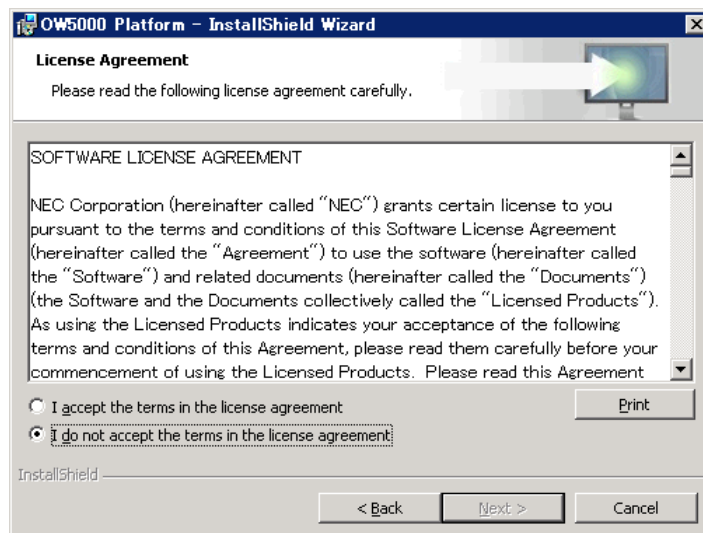 OW5000 Platform - InstallShield Wizard
License Agreement
Please read the following license agreement carefully.
SOFTWARE LICENSE AGREEMENT
NEC Corporation (hereinafter called "NEC") grants certain license to you
pursuant to the terms and conditions of this Software License Agreement
(hereinafter called the "Agreement") to use the software (hereinafter called
the "Software") and related documents (hereinafter called the "Documents")
(the Software and the Documents collectively called the "Licensed Products").
As using the Licensed Products indicates your acceptance of the following
terms and conditions of this Agreement, please read them carefully before your
commencement of using the Licensed Products. Please read this Agreement
I accept the terms in the license agreement
Print
I do not accept the terms in the license agreement
InstallShield
< Back
Next >
Cancel